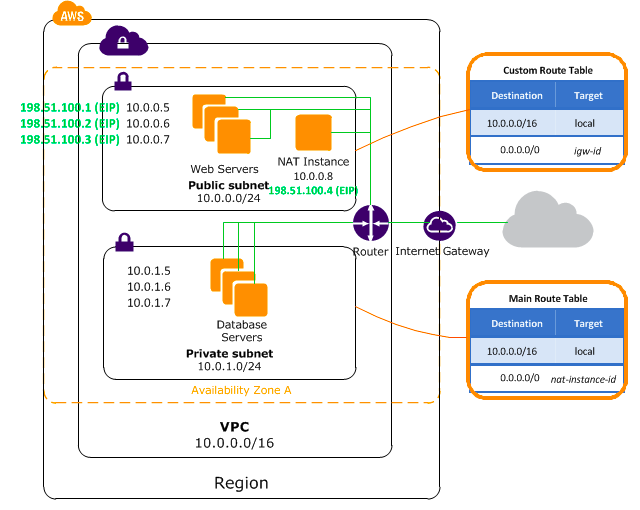 AWS
198.51.100.1 (EIP) 10.0.0.5
198.51.100.2 (EIP) 10.0.0.6
198.51.100.3 (EIP) 10.0.0.7
Web Servers
Public subnet
10.0.0.0/24
NAT Instance
10.0.0.8
198.51.100.4 (EIP)
Custom Route Table
Destination Target
10.0.0.0/16 local
0.0.0.0/0 igw-id
Router
Internet Gateway
10.0.1.5
10.0.1.6
10.0.1.7
Database
Servers
Private subnet
10.0.1.0/24
Main Route Table
Destination Target
10.0.0.0/16 local
0.0.0.0/0 nat-instance-id
Availability Zone A
VPC
10.0.0.0/16
Region